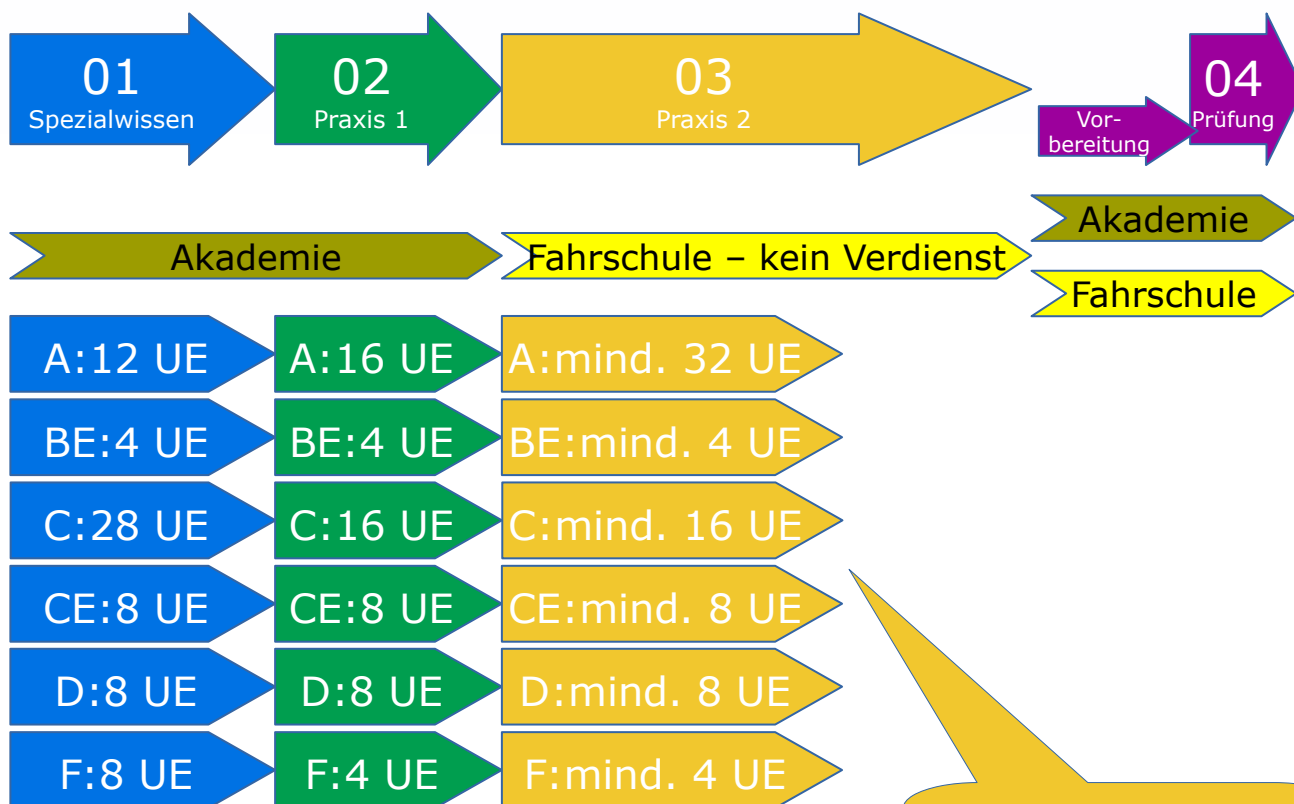 01
Spezialwissen
02
Praxis 1
03
Praxis 2
Vor-
bereitung
04
Prüfung
Akademie
Fahrschule – kein Verdienst
Akademie
Fahrschule
A:12 UE
A:16 UE
A:mind. 32 UE
BE:4 UE
BE:4 UE
BE:mind. 4 UE
C:28 UE
C:16 UE
C:mind. 16 UE
CE:8 UE
CE:8 UE
CE:mind. 8 UE
D:8 UE
D:8 UE
D:mind. 8 UE
F:8 UE
F:4 UE
F:mind. 4 UE